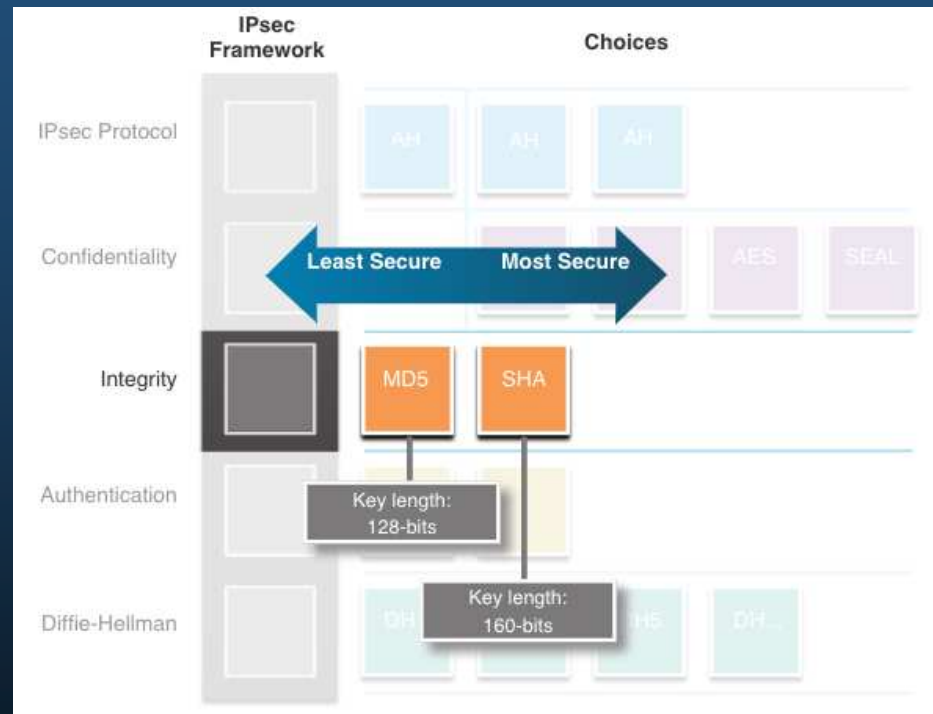 IPsec
Framework
Choices
IPsec Protocol
AH
AH
AH
Confidentiality
Least Secure
Most Secure
AES
SEAL
Integrity
MD5
SHA
Key length:
128-bits
Authentication
Key length:
160-bits
Diffie-Hellman
DH...